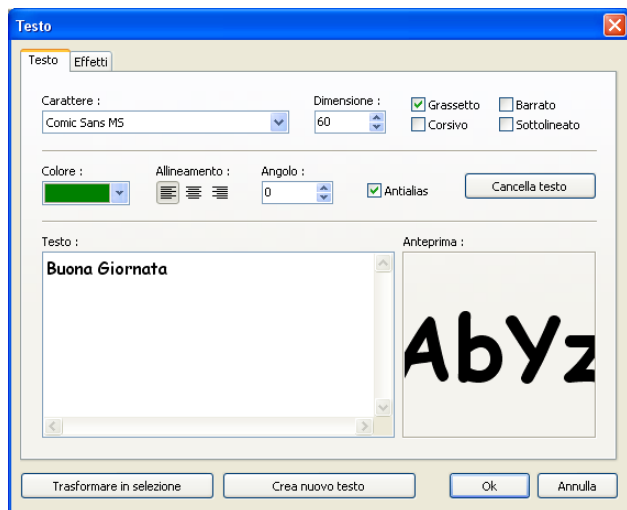 Testo
Testo Effetti
Carattere : Dimensione :
Comic Sans MS 60 Grassetto Barrato
Corsivo Sottolineato
Colore : Allineamento : Angolo :
0 Antialias Cancella testo
Testo : Anteprima :
Buona Giornata
AbYz
Trasformare in selezione Crea nuovo testo Ok Annulla